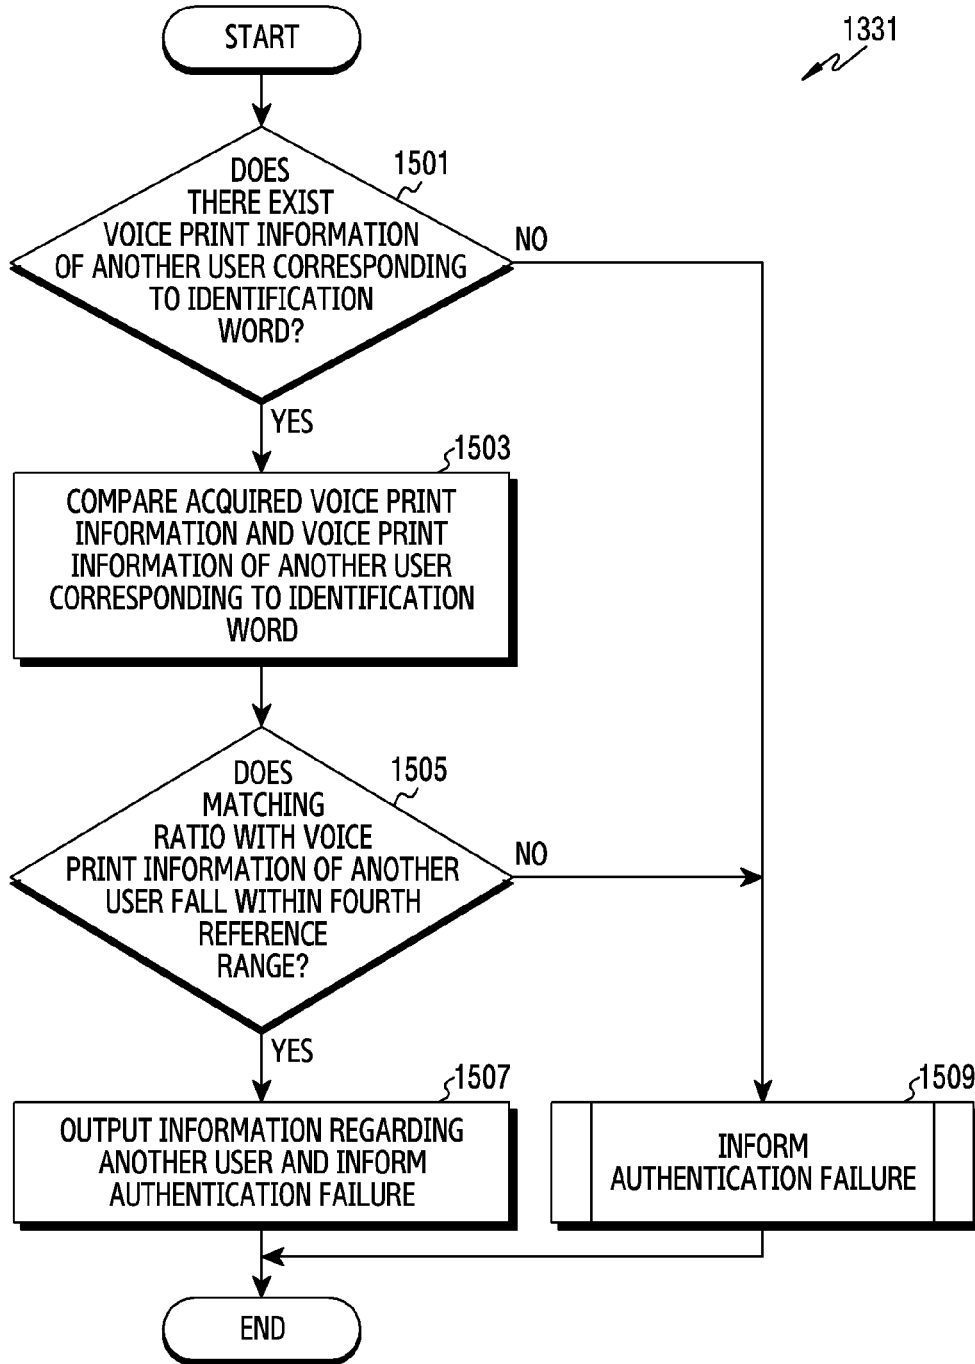 START
1331
1501
DOES
THERE EXIST
VOICE PRINT INFORMATION
OF ANOTHER USER CORRESPONDING
TO IDENTIFICATION
WORD?
NO
YES
1503
COMPARE ACQUIRED VOICE PRINT
INFORMATION AND VOICE PRINT
INFORMATION OF ANOTHER USER
CORRESPONDING TO IDENTIFICATION
WORD
1505
DOES
MATCHING
RATIO WITH VOICE
PRINT INFORMATION OF ANOTHER
USER FALL WITHIN FOURTH
REFERENCE
RANGE?
NO
YES
1507
OUTPUT INFORMATION REGARDING
ANOTHER USER AND INFORM
AUTHENTICATION FAILURE
1509
INFORM
AUTHENTICATION FAILURE
END